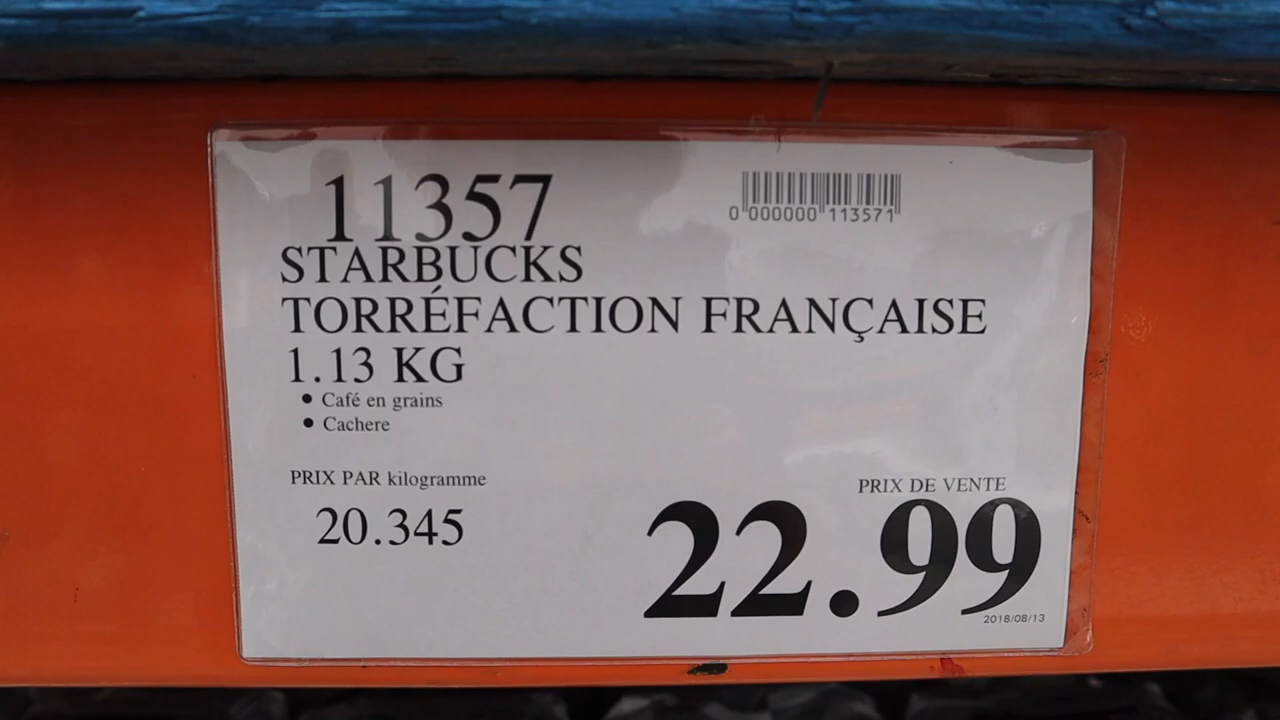 11357
0 000000 113571
STARBUCKS
TORRÉFACTION FRANÇAISE
1.13 KG
• Café en grains
• Cachere
PRIX PAR kilogramme
20.345
PRIX DE VENTE
22.99
2018/08/13